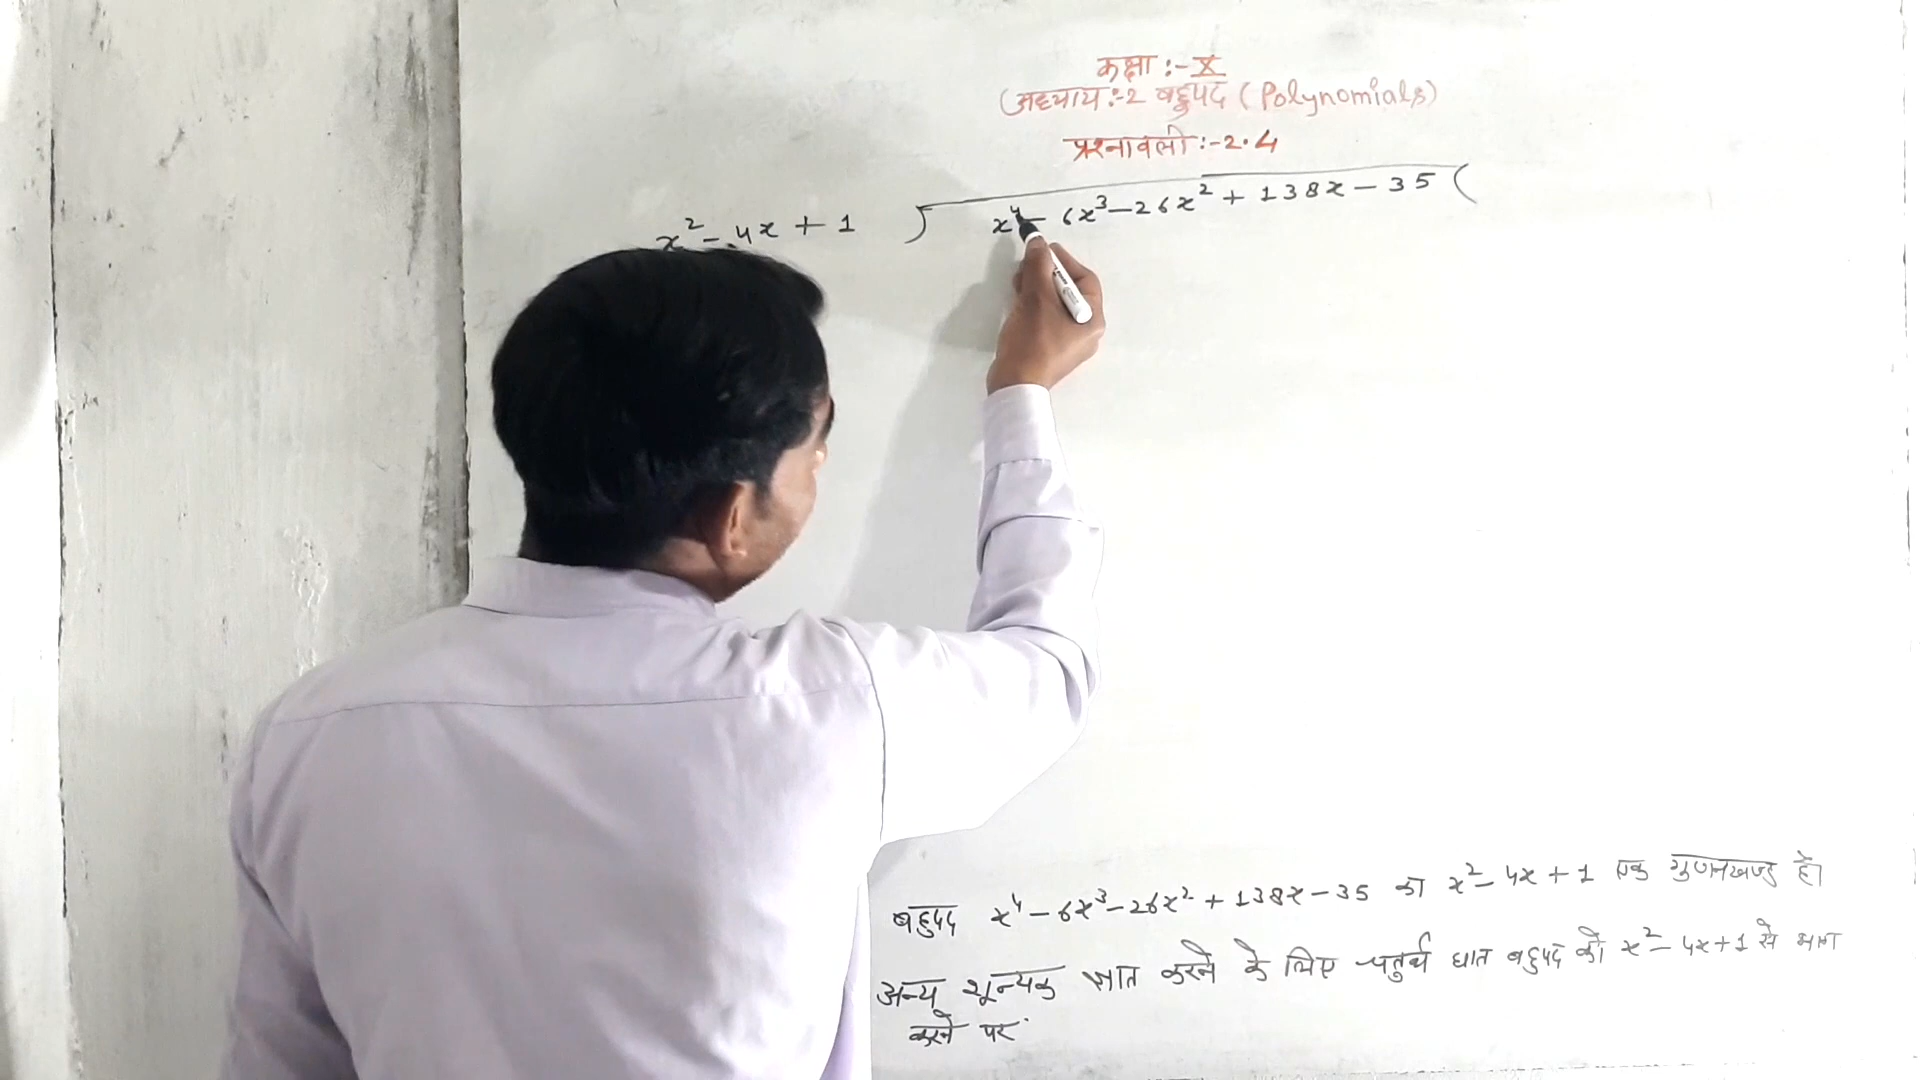 कक्षा :- X
अध्याय :- 2 बहुपद (Polynomials)
प्रश्नावली :- 2.4
x² - 4x + 1 ) x⁴ - 6x³ - 26x² + 138x - 35 (
बहुपद x⁴ - 6x³ - 26x² + 138x - 35 का x² - 4x + 1 एक गुणनखण्ड है।
अन्य शून्यक ज्ञात करने के लिए चतुर्थ घात बहुपद को x² - 4x + 1 से भाग
करने पर